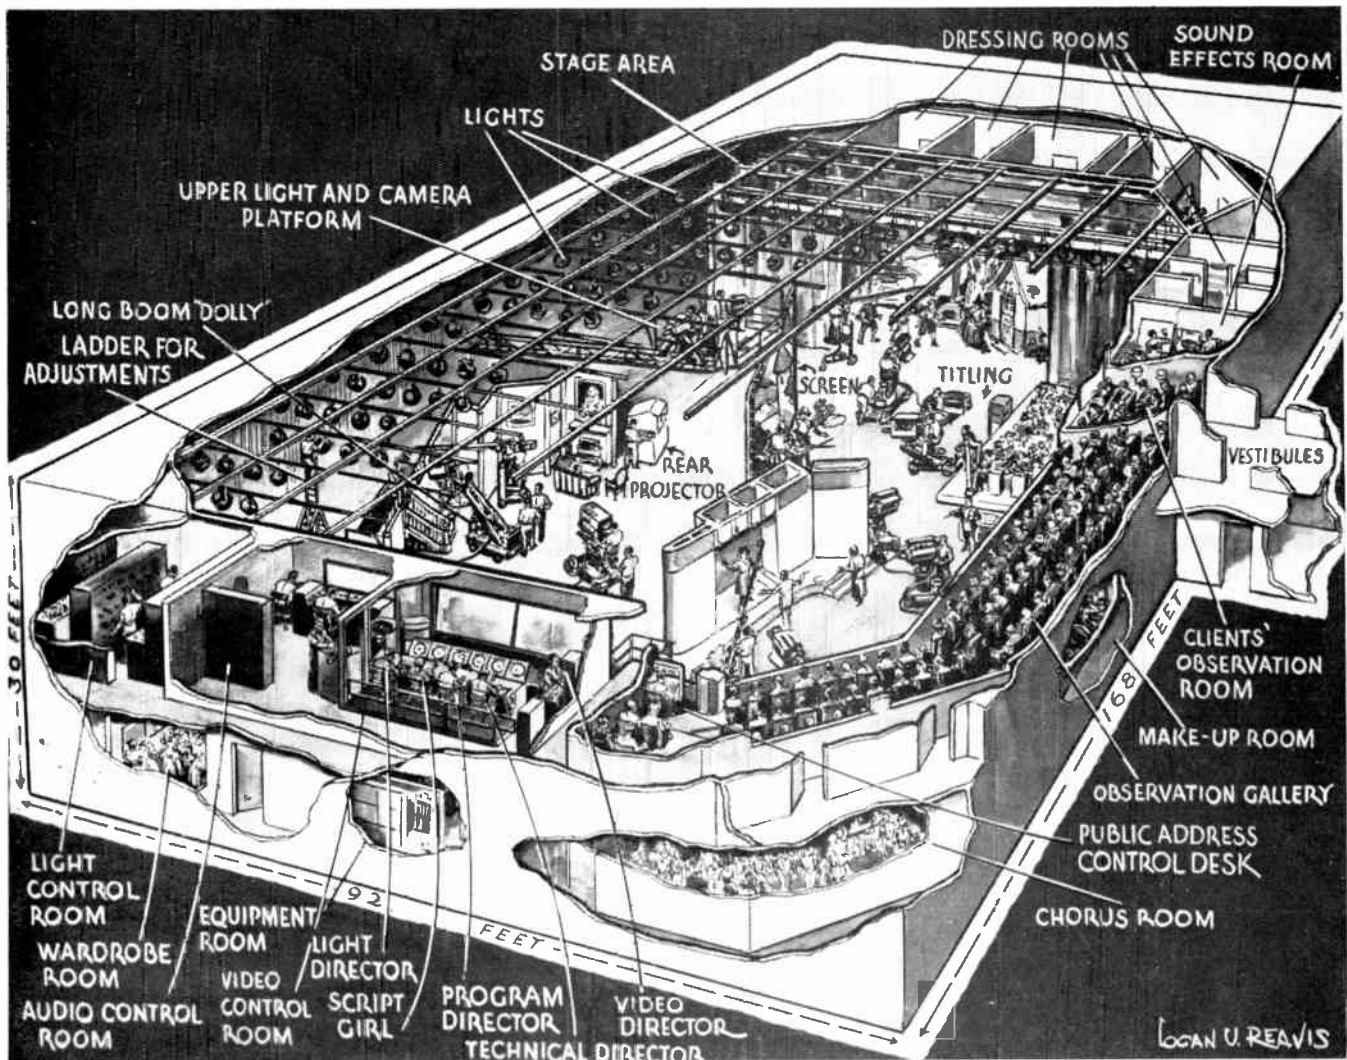 DRESSING ROOMS
SOUND
EFFECTS ROOM
STAGE AREA
LIGHTS
UPPER LIGHT AND CAMERA
PLATFORM
LONG BOOM "DOLLY"
LADDER FOR
ADJUSTMENTS
SCREEN
TITLING
REAR
PROJECTOR
VESTIBULES
30 FEET
168 FEET
92 FEET
CLIENTS'
OBSERVATION
ROOM
MAKE-UP ROOM
OBSERVATION GALLERY
PUBLIC ADDRESS
CONTROL DESK
CHORUS ROOM
LIGHT
CONTROL
ROOM
WARDROBE
ROOM
AUDIO CONTROL
ROOM
EQUIPMENT
ROOM
VIDEO
CONTROL
ROOM
LIGHT
DIRECTOR
SCRIPT
GIRL
PROGRAM
DIRECTOR
TECHNICAL DIRECTOR
VIDEO
DIRECTOR
LOGAN U. REAVIS